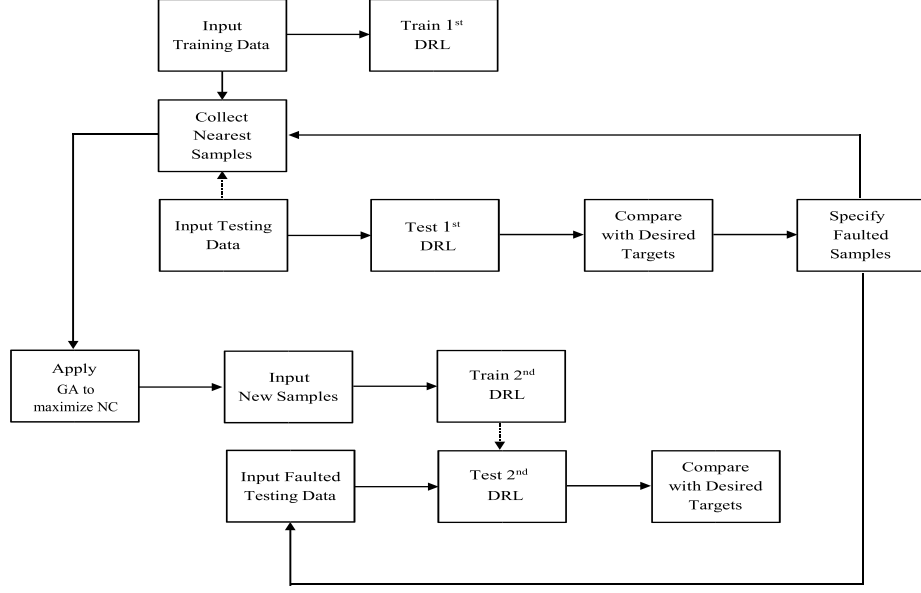 Input
Training Data
Train 1st
DRL
Collect
Nearest
Samples
Input Testing
Data
Test 1st
DRL
Compare
with Desired
Targets
Specify
Faulted
Samples
Apply
GA to
maximize NC
Input
New Samples
Train 2nd
DRL
Input Faulted
Testing Data
Test 2nd
DRL
Compare
with Desired
Targets